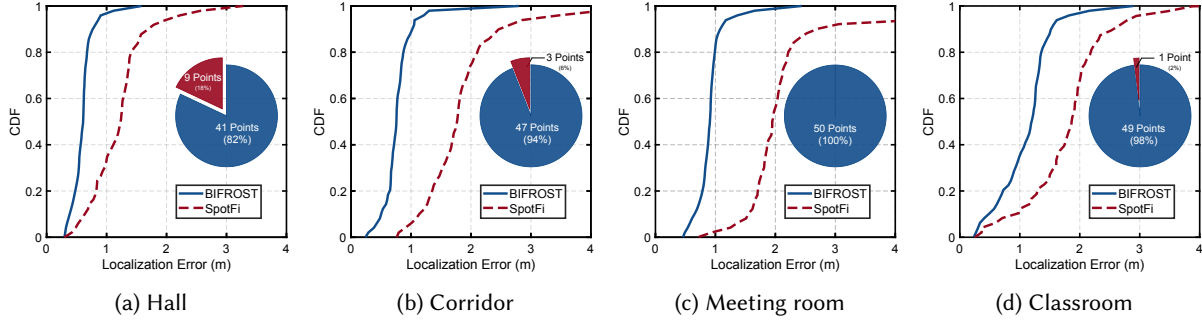 CDF
1
0.8
0.6
0.4
0.2
0
9 Points
(18%)
41 Points
(82%)
BIFROST
SpotFi
0 1 2 3 4
Localization Error (m)
(a) Hall
CDF
1
0.8
0.6
0.4
0.2
0
3 Points
(6%)
47 Points
(94%)
BIFROST
SpotFi
0 1 2 3 4
Localization Error (m)
(b) Corridor
CDF
1
0.8
0.6
0.4
0.2
0
50 Points
(100%)
BIFROST
SpotFi
0 1 2 3 4
Localization Error (m)
(c) Meeting room
CDF
1
0.8
0.6
0.4
0.2
0
1 Point
(2%)
49 Points
(98%)
BIFROST
SpotFi
0 1 2 3 4
Localization Error (m)
(d) Classroom